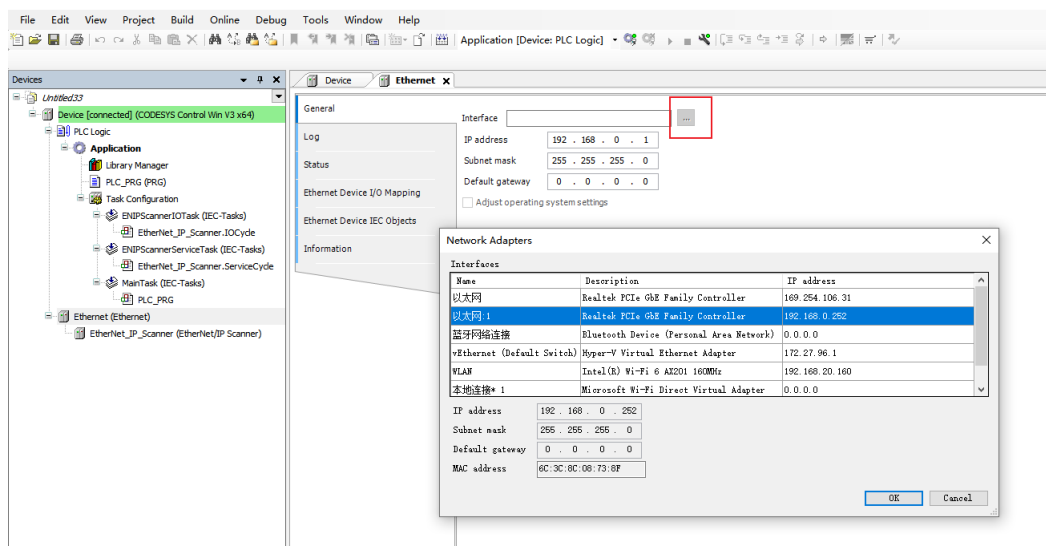 File Edit View Project Build Online Debug Tools Window Help
Application [Device: PLC Logic]
Devices
Untitled33
Device [connected] (CODESYS Control Win V3 x64)
PLC Logic
Application
Library Manager
PLC_PRG (PRG)
Task Configuration
ENIPScannerIOTask (IEC-Tasks)
EtherNet_IP_Scanner.IOCycle
ENIPScannerServiceTask (IEC-Tasks)
EtherNet_IP_Scanner.ServiceCycle
MainTask (IEC-Tasks)
PLC_PRG
Ethernet (Ethernet)
EtherNet_IP_Scanner (EtherNet/IP Scanner)
Device Ethernet
General
Log
Status
Ethernet Device I/O Mapping
Ethernet Device IEC Objects
Information
Interface ...
IP address 192 . 168 . 0 . 1
Subnet mask 255 . 255 . 255 . 0
Default gateway 0 . 0 . 0 . 0
Adjust operating system settings
Network Adapters
Interfaces
Name Description IP address
以太网 Realtek PCIe GbE Family Controller 169.254.106.31
以太网:1 Realtek PCIe GbE Family Controller 192.168.0.252
蓝牙网络连接 Bluetooth Device (Personal Area Network) 0.0.0.0
vEthernet (Default Switch) Hyper-V Virtual Ethernet Adapter 172.27.96.1
WLAN Intel(R) Wi-Fi 6 AX201 160MHz 192.168.20.160
本地连接* 1 Microsoft Wi-Fi Direct Virtual Adapter 0.0.0.0
IP address 192 . 168 . 0 . 252
Subnet mask 255 . 255 . 255 . 0
Default gateway 0 . 0 . 0 . 0
MAC address 6C:3C:8C:08:73:8F
OK Cancel